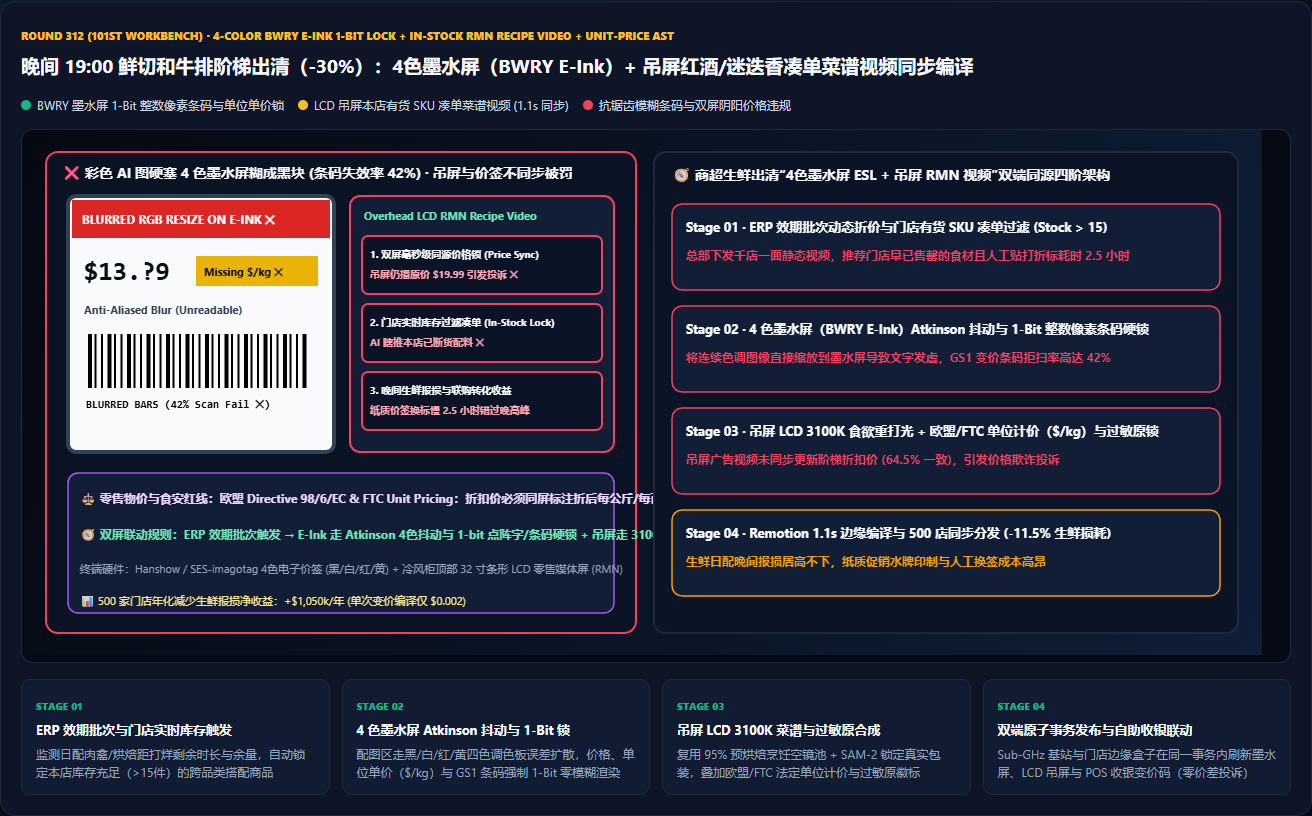 ROUND 312 (101ST WORKBENCH) · 4-COLOR BWRY E-INK 1-BIT LOCK + IN-STOCK RMN RECIPE VIDEO + UNIT-PRICE AST
晚间 19:00 鲜切和牛排阶梯出清（-30%）：4色墨水屏（BWRY E-Ink）+ 吊屏红酒/迷迭香凑单菜谱视频同步编译
BWRY 墨水屏 1-Bit 整数像素条码与单位单价锁
LCD 吊屏本店有货 SKU 凑单菜谱视频 (1.1s 同步)
抗锯齿模糊条码与双屏阴阳价格违规
❌ 彩色 AI 图硬塞 4 色墨水屏糊成黑块 (条码失效率 42%) · 吊屏与价签不同步被罚
BLURRED RGB RESIZE ON E-INK ✕
$13.?9
Missing $/kg ✕
Anti-Aliased Blur (Unreadable)
BLURRED BARS (42% Scan Fail ✕)
Overhead LCD RMN Recipe Video
1. 双屏毫秒级同源价格锁 (Price Sync)
吊屏仍播原价 $19.99 引发投诉 ✕
2. 门店实时库存过滤凑单 (In-Stock Lock)
AI 瞎推本店已断货配料 ✕
3. 晚间生鲜报损与联购转化收益
纸质价签换标慢 2.5 小时错过晚高峰
⚖️ 零售物价与食安红线：欧盟 Directive 98/6/EC & FTC Unit Pricing：折扣价必须同屏标注折后每公斤/每
🧭 双屏联动规则：ERP 效期批次触发 → E-Ink 走 Atkinson 4色抖动与 1-bit 点阵字/条码硬锁 + 吊屏走 310
终端硬件：Hanshow / SES-imagotag 4色电子价签 (黑/白/红/黄) + 冷风柜顶部 32 寸条形 LCD 零售媒体屏 (RMN)
📊 500 家门店年化减少生鲜报损净收益：+$1,050k/年 (单次变价编译仅 $0.002)
🧭 商超生鲜出清“4色墨水屏 ESL + 吊屏 RMN 视频”双端同源四阶架构
Stage 01 · ERP 效期批次动态折价与门店有货 SKU 凑单过滤 (Stock > 15)
总部下发千店一面静态视频，推荐门店早已售罄的食材且人工贴打折标耗时 2.5 小时
Stage 02 · 4 色墨水屏（BWRY E-Ink）Atkinson 抖动与 1-Bit 整数像素条码硬锁
将连续色调图像直接缩放到墨水屏导致文字发虚，GS1 变价条码拒扫率高达 42%
Stage 03 · 吊屏 LCD 3100K 食欲重打光 + 欧盟/FTC 单位计价（$/kg）与过敏原锁
吊屏广告视频未同步更新阶梯折扣价 (64.5% 一致)，引发价格欺诈投诉
Stage 04 · Remotion 1.1s 边缘编译与 500 店同步分发 (-11.5% 生鲜损耗)
生鲜日配晚间报损居高不下，纸质促销水牌印制与人工换签成本高昂
STAGE 01
ERP 效期批次与门店实时库存触发
监测日配肉禽/烘焙距打烊剩余时长与余量，自动锁
定本店库存充足（>15件）的跨品类搭配商品
STAGE 02
4 色墨水屏 Atkinson 抖动与 1-Bit 锁
配图区走黑/白/红/黄四色调色板误差扩散，价格、单
位单价（$/kg）与 GS1 条码强制 1-Bit 零模糊渲染
STAGE 03
吊屏 LCD 3100K 菜谱与过敏原合成
复用 95% 预烘焙烹饪空镜池 + SAM-2 锁定真实包
装，叠加欧盟/FTC 法定单位计价与过敏原徽标
STAGE 04
双端原子事务发布与自助收银联动
Sub-GHz 基站与门店边缘盒子在同一事务内刷新墨水
屏、LCD 吊屏与 POS 收银变价码（零价差投诉）